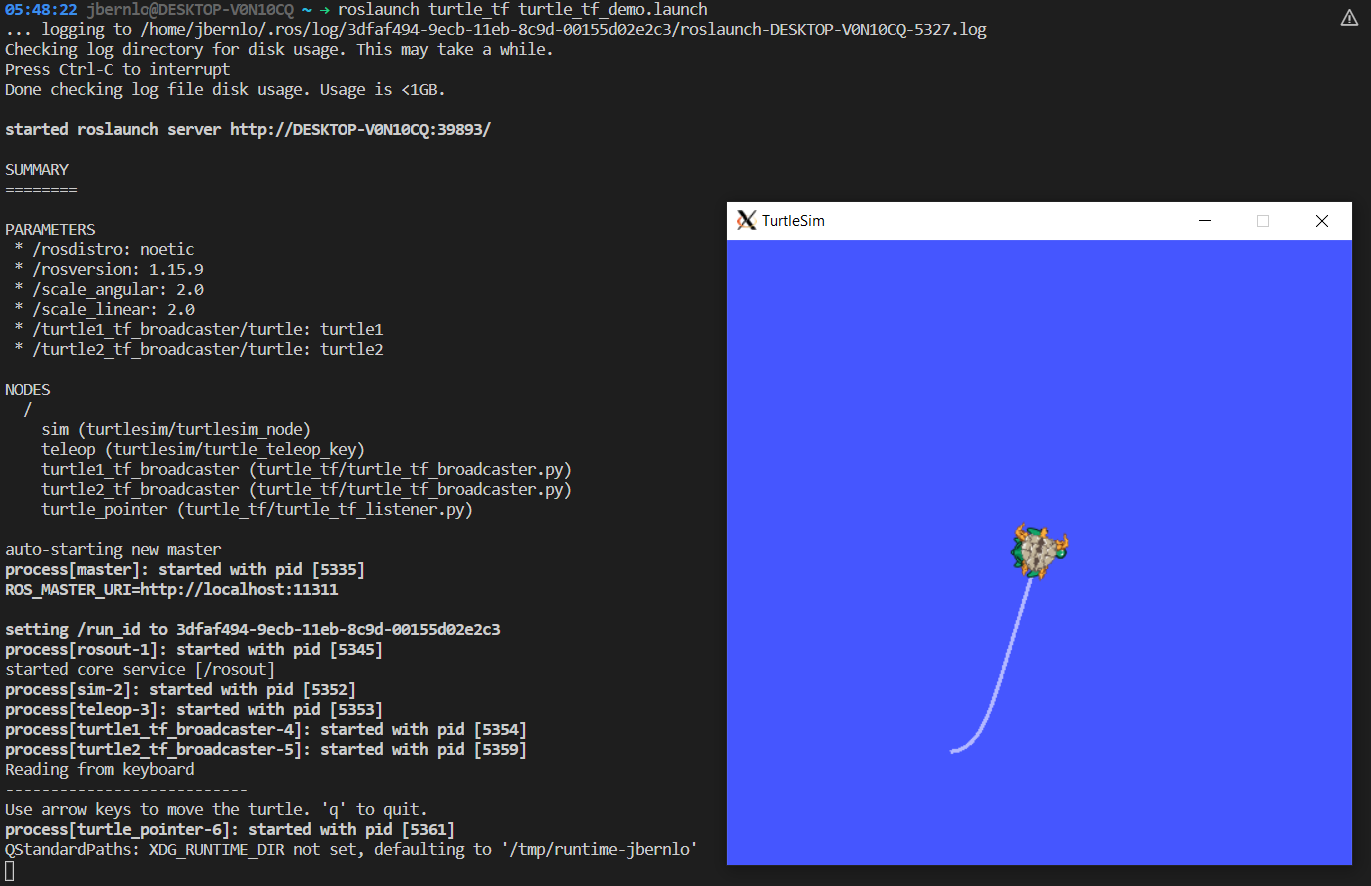 05:48:22 jbernlo@DESKTOP-V0N10CQ ~ → roslaunch turtle_tf turtle_tf_demo.launch
... logging to /home/jbernlo/.ros/log/3dfaf494-9ecb-11eb-8c9d-00155d02e2c3/roslaunch-DESKTOP-V0N10CQ-5327.log
Checking log directory for disk usage. This may take a while.
Press Ctrl-C to interrupt
Done checking log file disk usage. Usage is <1GB.
started roslaunch server http://DESKTOP-V0N10CQ:39893/
SUMMARY
========
PARAMETERS
* /rosdistro: noetic
* /rosversion: 1.15.9
* /scale_angular: 2.0
* /scale_linear: 2.0
* /turtle1_tf_broadcaster/turtle: turtle1
* /turtle2_tf_broadcaster/turtle: turtle2
NODES
/
sim (turtlesim/turtlesim_node)
teleop (turtlesim/turtle_teleop_key)
turtle1_tf_broadcaster (turtle_tf/turtle_tf_broadcaster.py)
turtle2_tf_broadcaster (turtle_tf/turtle_tf_broadcaster.py)
turtle_pointer (turtle_tf/turtle_tf_listener.py)
auto-starting new master
process[master]: started with pid [5335]
ROS_MASTER_URI=http://localhost:11311
setting /run_id to 3dfaf494-9ecb-11eb-8c9d-00155d02e2c3
process[rosout-1]: started with pid [5345]
started core service [/rosout]
process[sim-2]: started with pid [5352]
process[teleop-3]: started with pid [5353]
process[turtle1_tf_broadcaster-4]: started with pid [5354]
process[turtle2_tf_broadcaster-5]: started with pid [5359]
Reading from keyboard
---------------------------
Use arrow keys to move the turtle. 'q' to quit.
process[turtle_pointer-6]: started with pid [5361]
QStandardPaths: XDG_RUNTIME_DIR not set, defaulting to '/tmp/runtime-jbernlo'
TurtleSim